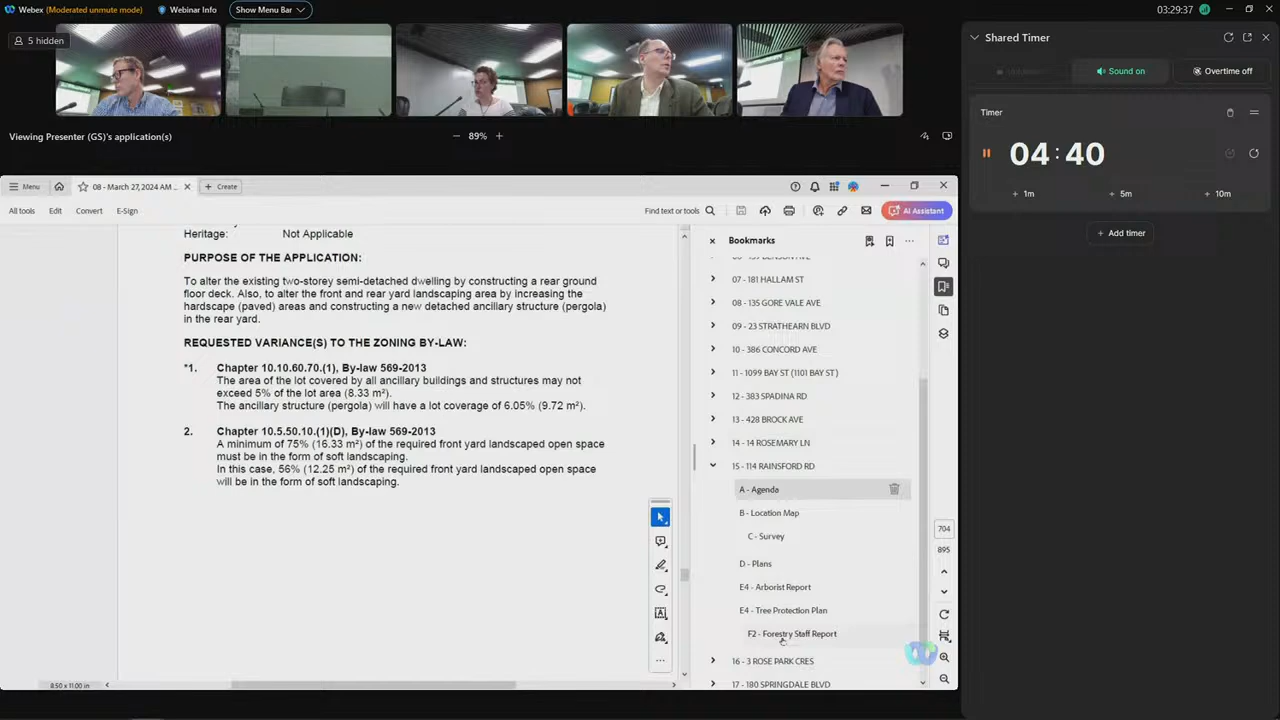 Webex (Moderated unmute mode) Webinar Info Show Menu Bar 03:29:37
5 hidden
Shared Timer
Sound on Overtime off
Timer
04:40
+ 1m + 5m + 10m
+ Add timer
Viewing Presenter (GS)'s application(s) − 89% +
Menu 08 - March 27, 2024 AM ... + Create
All tools Edit Convert E-Sign Find text or tools AI Assistant
Heritage: Not Applicable
PURPOSE OF THE APPLICATION:
To alter the existing two-storey semi-detached dwelling by constructing a rear ground
floor deck. Also, to alter the front and rear yard landscaping area by increasing the
hardscape (paved) areas and constructing a new detached ancillary structure (pergola)
in the rear yard.
REQUESTED VARIANCE(S) TO THE ZONING BY-LAW:
*1. Chapter 10.10.60.70.(1), By-law 569-2013
The area of the lot covered by all ancillary buildings and structures may not
exceed 5% of the lot area (8.33 m²).
The ancillary structure (pergola) will have a lot coverage of 6.05% (9.72 m²).
2. Chapter 10.5.50.10.(1)(D), By-law 569-2013
A minimum of 75% (16.33 m²) of the required front yard landscaped open space
must be in the form of soft landscaping.
In this case, 56% (12.25 m²) of the required front yard landscaped open space
will be in the form of soft landscaping.
8.50 x 11.00 in
Bookmarks
07 - 181 HALLAM ST
08 - 135 GORE VALE AVE
09 - 23 STRATHEARN BLVD
10 - 386 CONCORD AVE
11 - 1099 BAY ST (1101 BAY ST)
12 - 383 SPADINA RD
13 - 428 BROCK AVE
14 - 14 ROSEMARY LN
15 - 114 RAINSFORD RD
A - Agenda
B - Location Map
C - Survey
D - Plans
E4 - Arborist Report
E4 - Tree Protection Plan
F2 - Forestry Staff Report
16 - 3 ROSE PARK CRES
17 - 180 SPRINGDALE BLVD
704
895